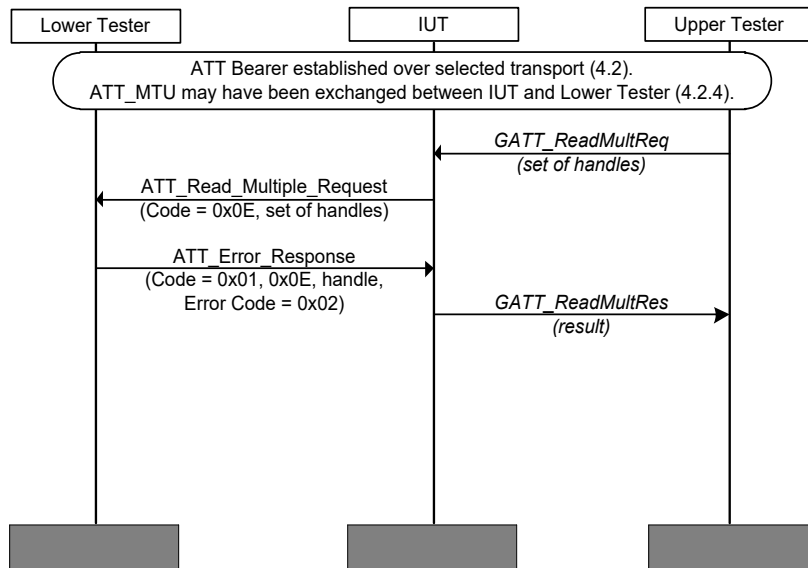 Lower Tester
IUT
Upper Tester
ATT Bearer established over selected transport (4.2).
ATT_MTU may have been exchanged between IUT and Lower Tester (4.2.4).
GATT_ReadMultReq
(set of handles)
ATT_Read_Multiple_Request
(Code = 0x0E, set of handles)
ATT_Error_Response
(Code = 0x01, 0x0E, handle,
Error Code = 0x02)
GATT_ReadMultRes
(result)